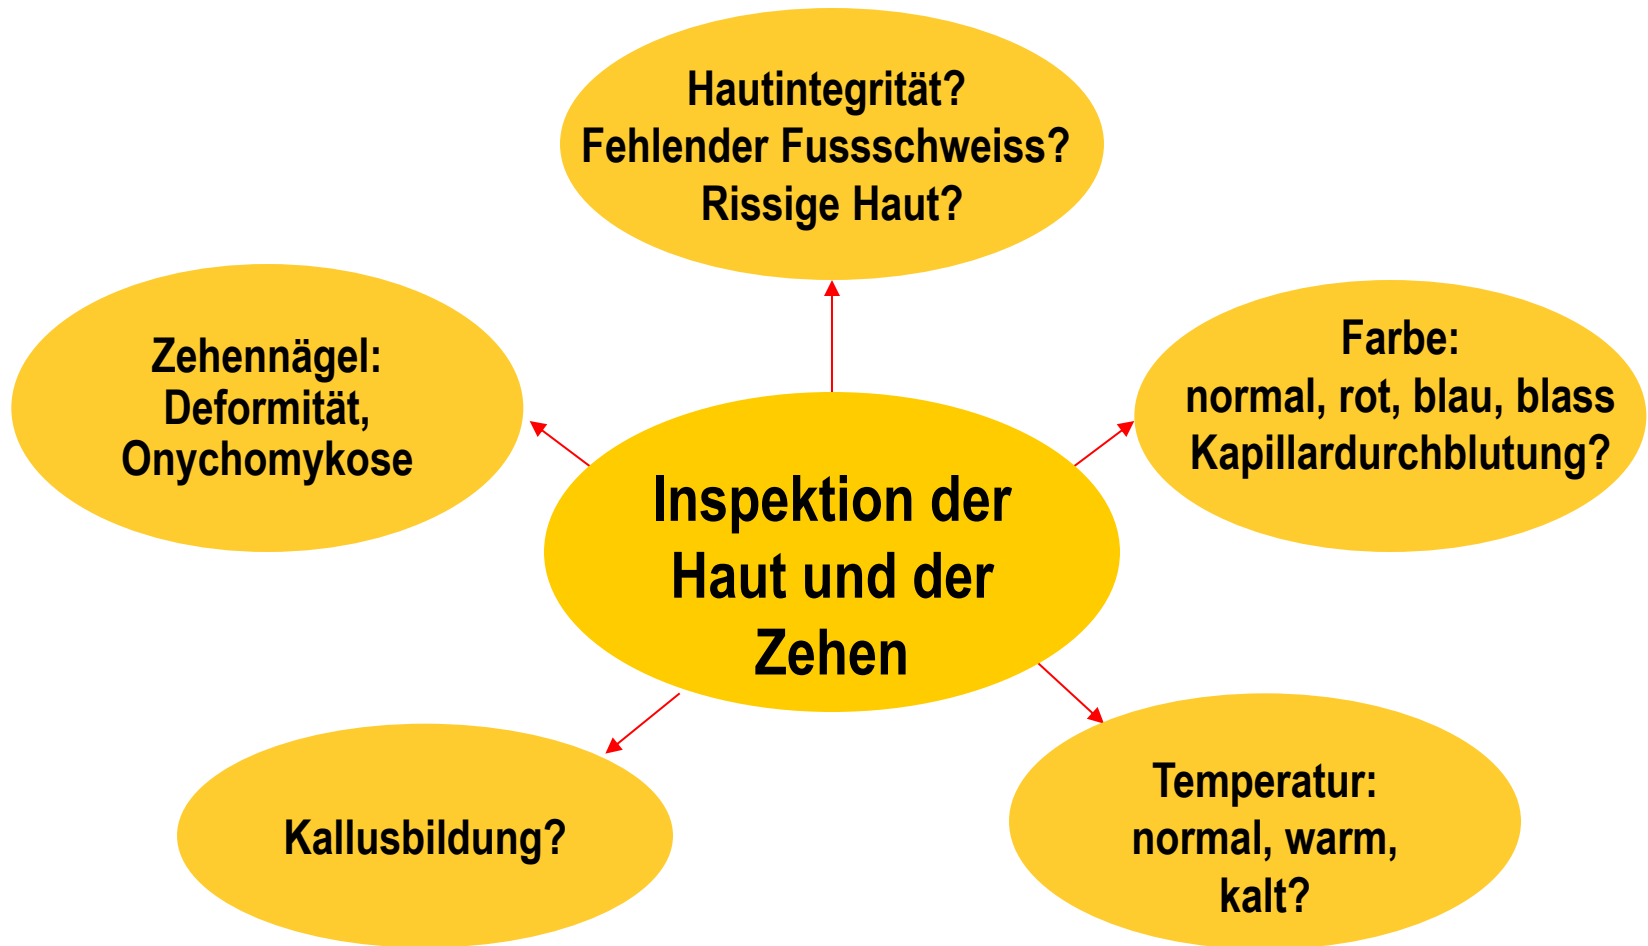 Hautintegrität?
Fehlender Fussschweiss?
Rissige Haut?
Zehennägel:
Deformität,
Onychomykose
Farbe:
normal, rot, blau, blass
Kapillardurchblutung?
Inspektion der
Haut und der
Zehen
Kallusbildung?
Temperatur:
normal, warm,
kalt?